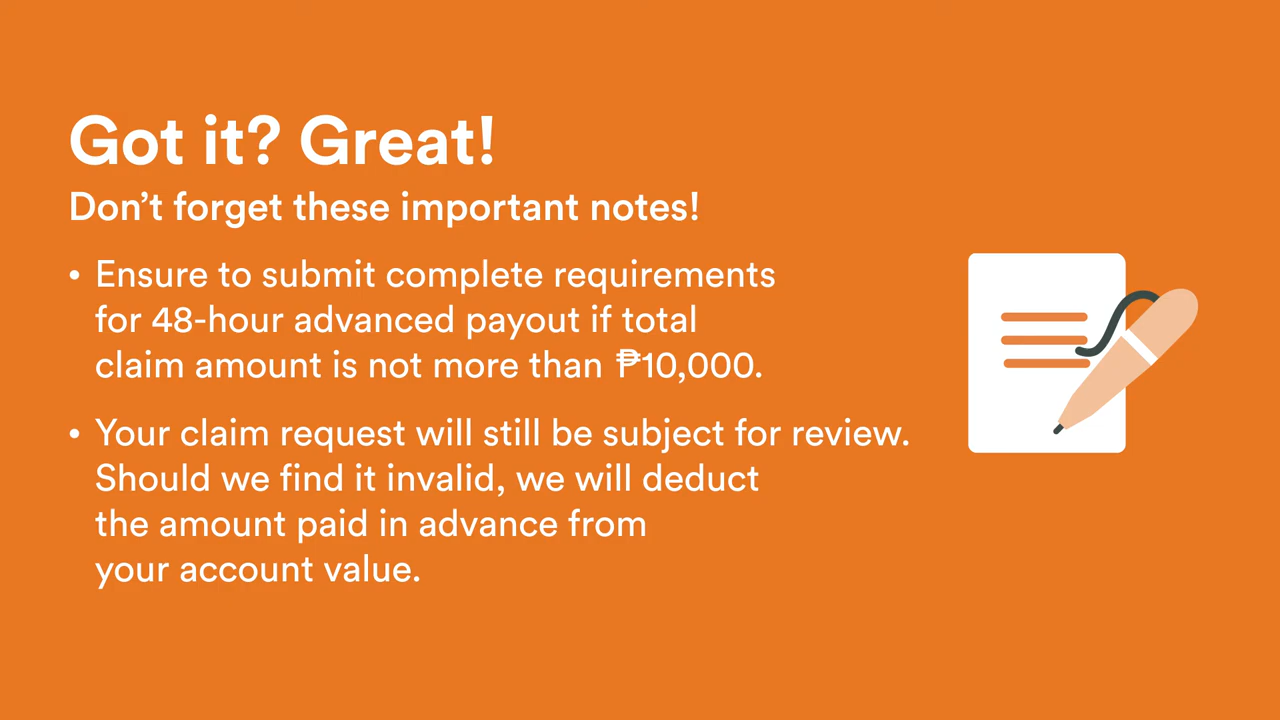 Got it? Great!
Don’t forget these important notes!
• Ensure to submit complete requirements
for 48-hour advanced payout if total
claim amount is not more than ₱10,000.
• Your claim request will still be subject for review.
Should we find it invalid, we will deduct
the amount paid in advance from
your account value.